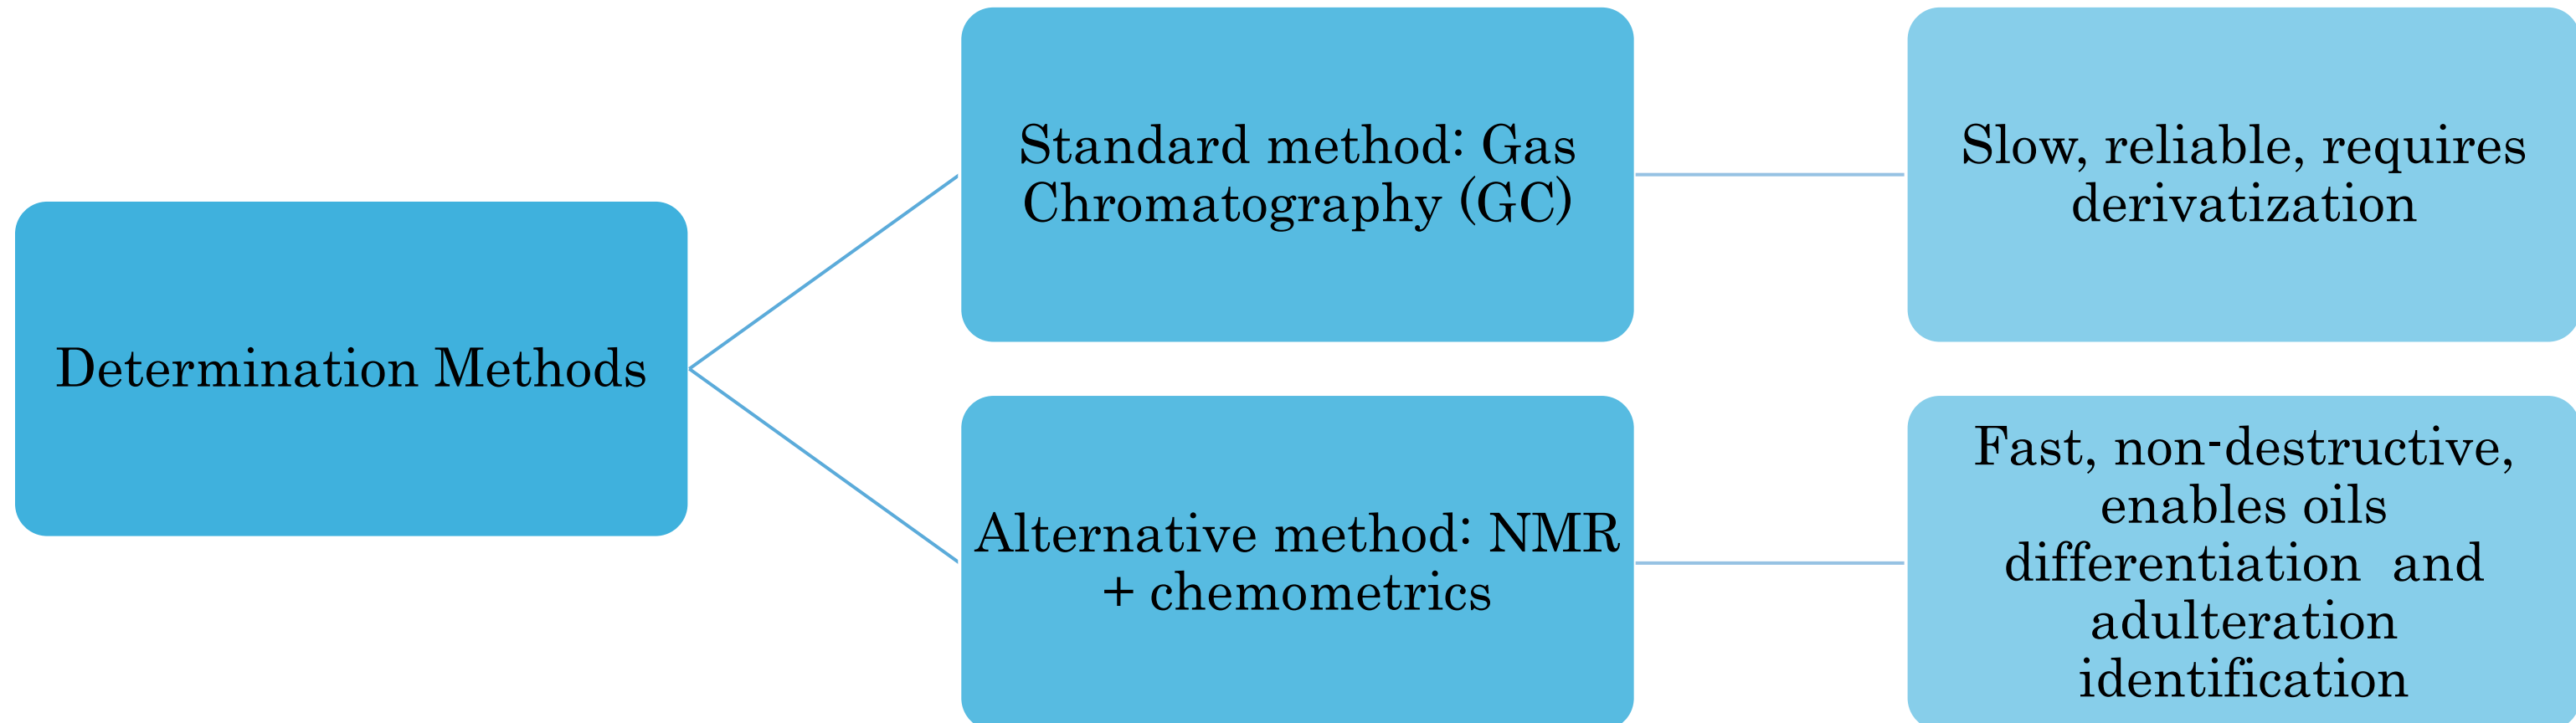 Determination Methods
Standard method: Gas
Chromatography (GC)
Slow, reliable, requires
derivatization
Alternative method: NMR
+ chemometrics
Fast, non-destructive,
enables oils
differentiation  and
adulteration
identification